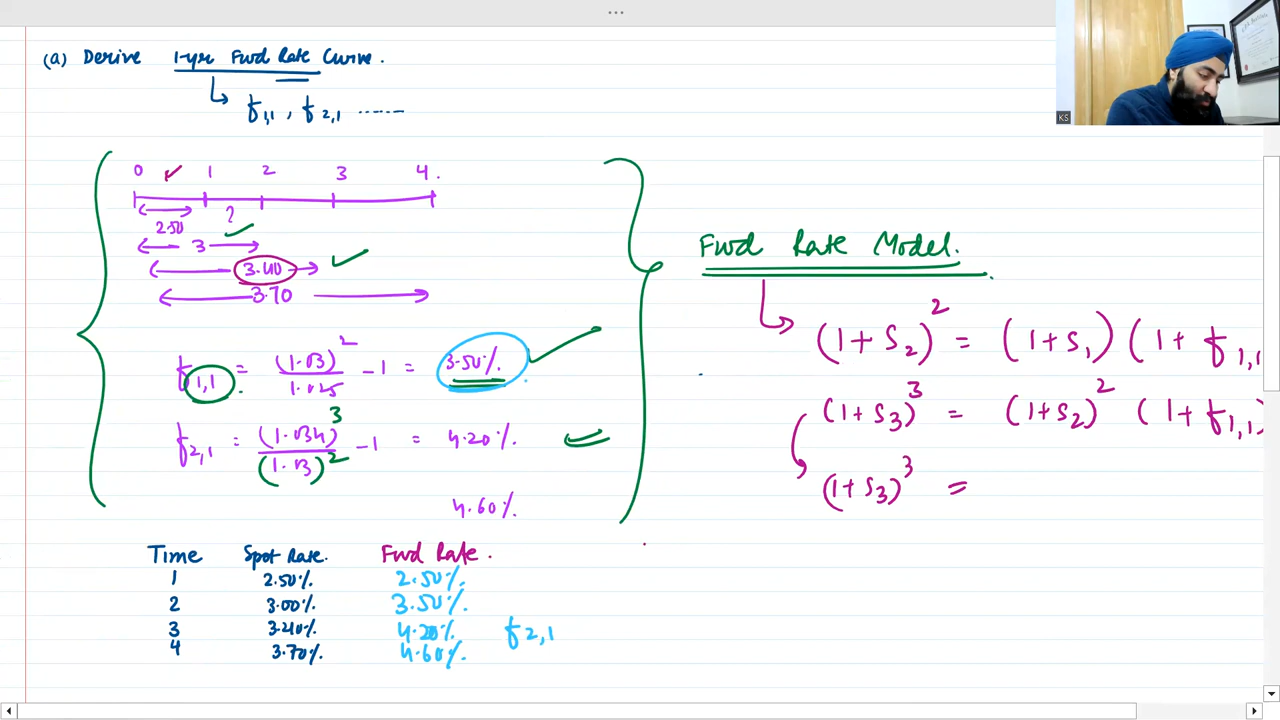 (a) Derive 1-yr Fwd Rate Curve.
f1,1 , f2,1 ........
0 1 2 3 4.
2.50 ?
3
3.40
3.70
f1,1 = (1.03)^2 / 1.025 - 1 = 3.50%
f2,1 = (1.034)^3 / (1.03)^2 - 1 = 4.20%
4.60%
Time Spot Rate. Fwd Rate.
1 2.50% 2.50%
2 3.00% 3.50%
3 3.40% 4.20% f2,1
4 3.70% 4.60%
Fwd Rate Model.
(1+S2)^2 = (1+S1) (1+ f1,1
(1+S3)^3 = (1+S2)^2 (1+ f1,1)
(1+S3)^3 =
KS